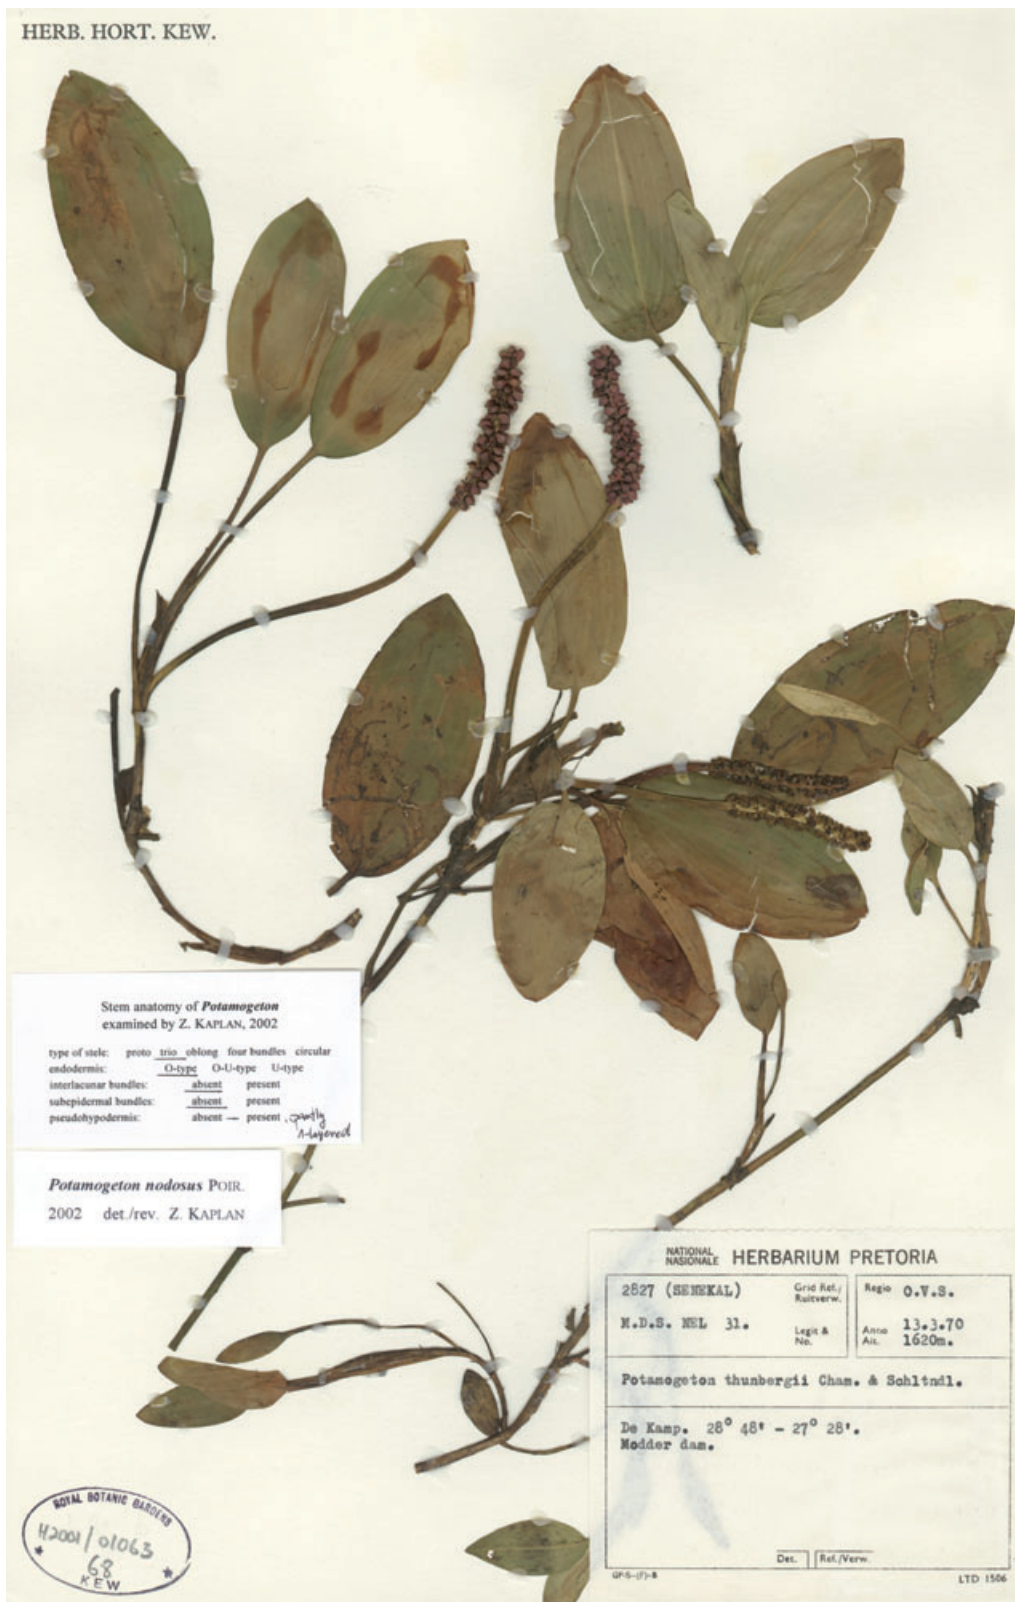 HERB. HORT. KEW.
Stem anatomy of Potamogeton
examined by Z. KAPLAN, 2002
type of stele: proto trio oblong four bundles circular
endodermis: O-type O-U-type U-type
interlacunar bundles: absent present
subepidermal bundles: absent present
pseudohypodermis: absent — present, partly
1-layered
Potamogeton nodosus POIR.
2002 det./rev. Z. KAPLAN
NATIONAL
NASIONALE HERBARIUM PRETORIA
2827 (SENEKAL) Grid Ref./
Ruitverw. Regio O.V.S.
M.D.S. NEL 31. Legit &
No. Anno 13.3.70
Alt. 1620m.
Potamogeton thunbergii Cham. & Schltndl.
De Kamp. 28° 48' - 27° 28'.
Modder dam.
Det. Ref./Verw.
GP-S-(F)-B LTD 1506
ROYAL BOTANIC GARDENS
H2001/01063
68
KEW